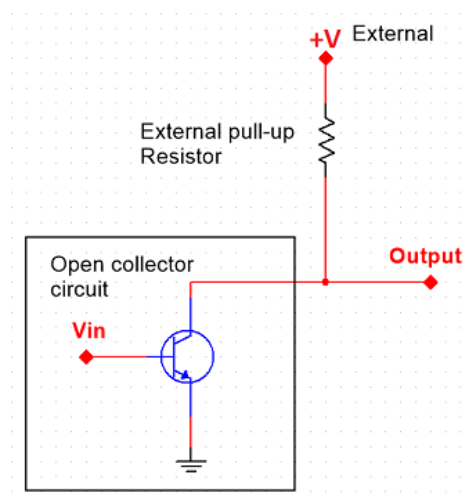 +V External
External pull-up
Resistor
Output
Open collector
circuit
Vin